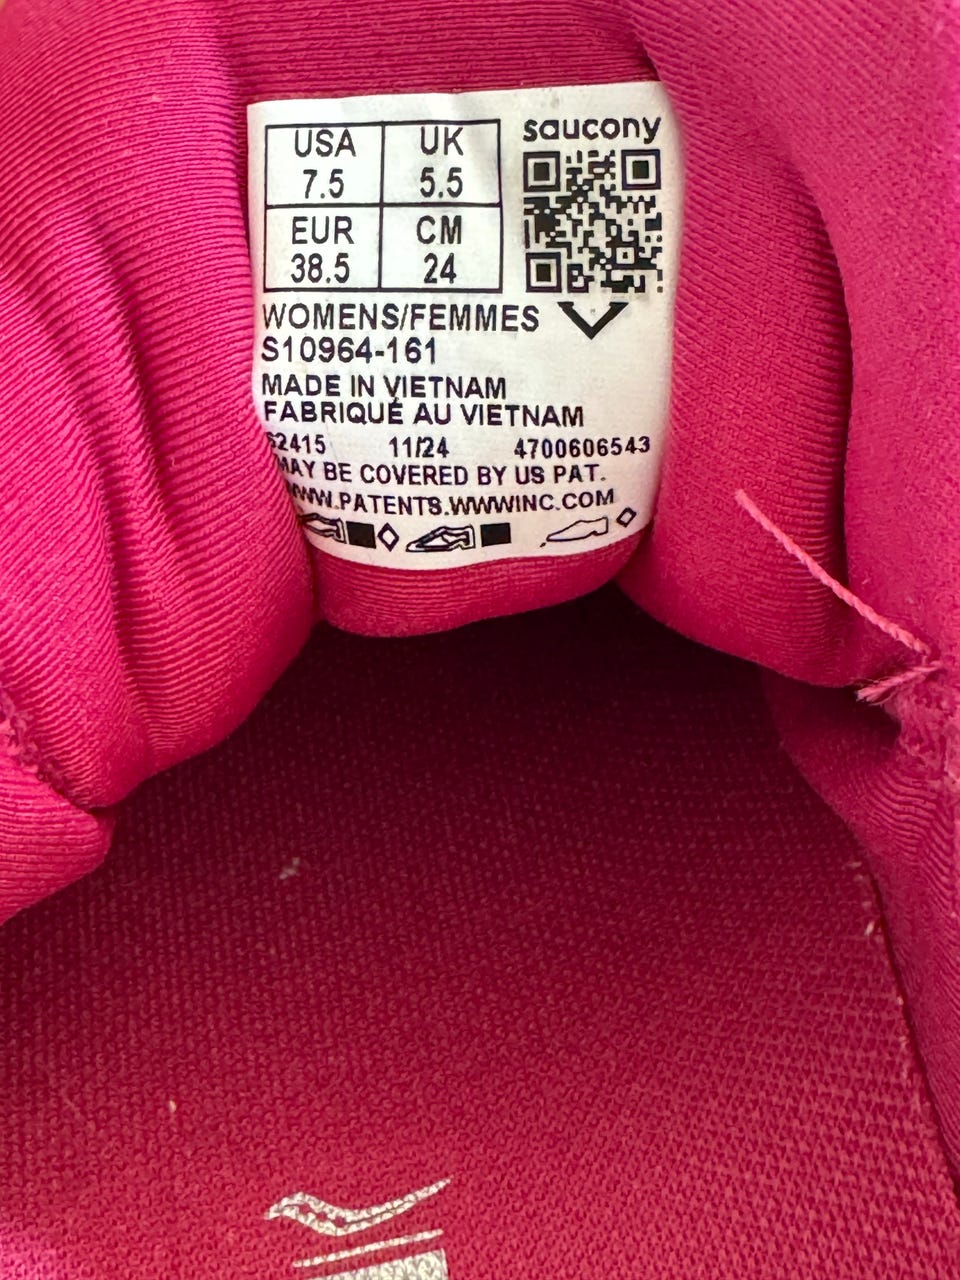 saucony
USA 7.5 UK 5.5
EUR 38.5 CM 24
WOMENS/FEMMES
S10964-161
MADE IN VIETNAM
FABRIQUÉ AU VIETNAM
11/24 4700606543
MAY BE COVERED BY US PAT.
WWW.PATENTS.WWWINC.COM